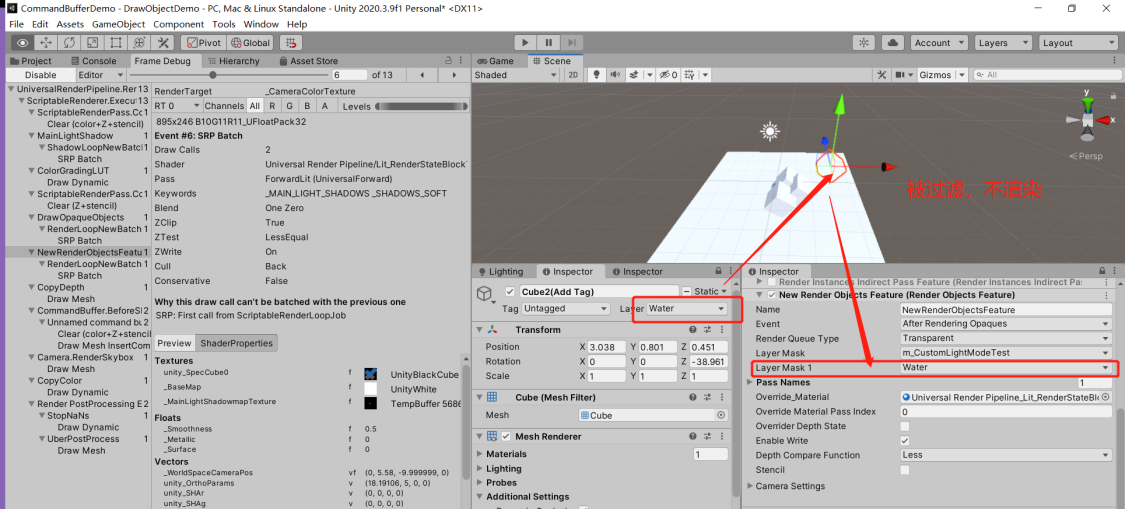 CommandBufferDemo - DrawObjectDemo - PC, Mac & Linux Standalone - Unity 2020.3.9f1 Personal* <DX11>
File Edit Assets GameObject Component Tools Window Help
Pivot Global Account Layers Layout
Project Console Frame Debug Hierarchy Asset Store
Disable Editor 6 of 13
UniversalRenderPipeline.Rer 13
ScriptableRenderer.Execut 13
ScriptableRenderPass.Cc 1
Clear (color+Z+stencil)
MainLightShadow 1
ShadowLoopNewBatcl 1
SRP Batch
ColorGradingLUT 1
Draw Dynamic
ScriptableRenderPass.Cc 1
Clear (Z+stencil)
DrawOpaqueObjects 1
RenderLoopNewBatch 1
SRP Batch
NewRenderObjectsFeatu 1
RenderLoopNewBatch 1
SRP Batch
CopyDepth 1
Draw Mesh
CommandBuffer.BeforeSl 2
Unnamed command bu 2
Clear (color+Z+stencil
Draw Mesh InsertCom
Camera.RenderSkybox 1
Draw Mesh
CopyColor 1
Draw Dynamic
Render PostProcessing E 2
StopNaNs 1
Draw Dynamic
UberPostProcess 1
Draw Mesh
RenderTarget _CameraColorTexture
RT 0 Channels All R G B A Levels
895x246 B10G11R11_UFloatPack32
Event #6: SRP Batch
Draw Calls 2
Shader Universal Render Pipeline/Lit_RenderStateBlock
Pass ForwardLit (UniversalForward)
Keywords _MAIN_LIGHT_SHADOWS _SHADOWS_SOFT
Blend One Zero
ZClip True
ZTest LessEqual
ZWrite On
Cull Back
Conservative False
Why this draw call can't be batched with the previous one
SRP: First call from ScriptableRenderLoopJob
Preview ShaderProperties
Textures
unity_SpecCube0 f UnityBlackCube
_BaseMap f UnityWhite
_MainLightShadowmapTexture f TempBuffer 5686
Floats
_Smoothness f 0.5
_Metallic f 0
_Surface f 0
Vectors
_WorldSpaceCameraPos vf (0, 5.58, -9.999999, 0)
unity_OrthoParams v (18.19106, 5, 0, 0)
unity_SHAr v (0, 0, 0, 0)
unity_SHAg v (0, 0, 0, 0)
Game Scene
Shaded 2D 0 Gizmos All
y
x
Persp
被过滤，不渲染
Lighting Inspector Inspector
Cube2(Add Tag) Static
Tag Untagged Layer Water
Transform
Position X 3.038 Y 0.801 Z 0.451
Rotation X 0 Y 0 Z -38.961
Scale X 1 Y 1 Z 1
Cube (Mesh Filter)
Mesh Cube
Mesh Renderer
Materials 1
Lighting
Probes
Additional Settings
Inspector
Render Instances Indirect Pass Feature (Render Instances Indirect Pa
New Render Objects Feature (Render Objects Feature)
Name NewRenderObjectsFeature
Event After Rendering Opaques
Render Queue Type Transparent
Layer Mask m_CustomLightModeTest
Layer Mask 1 Water
Pass Names 1
Override_Material Universal Render Pipeline_Lit_RenderStateBl
Override Material Pass Index 0
Overrider Depth State
Enable Write
Depth Compare Function Less
Stencil
Camera Settings